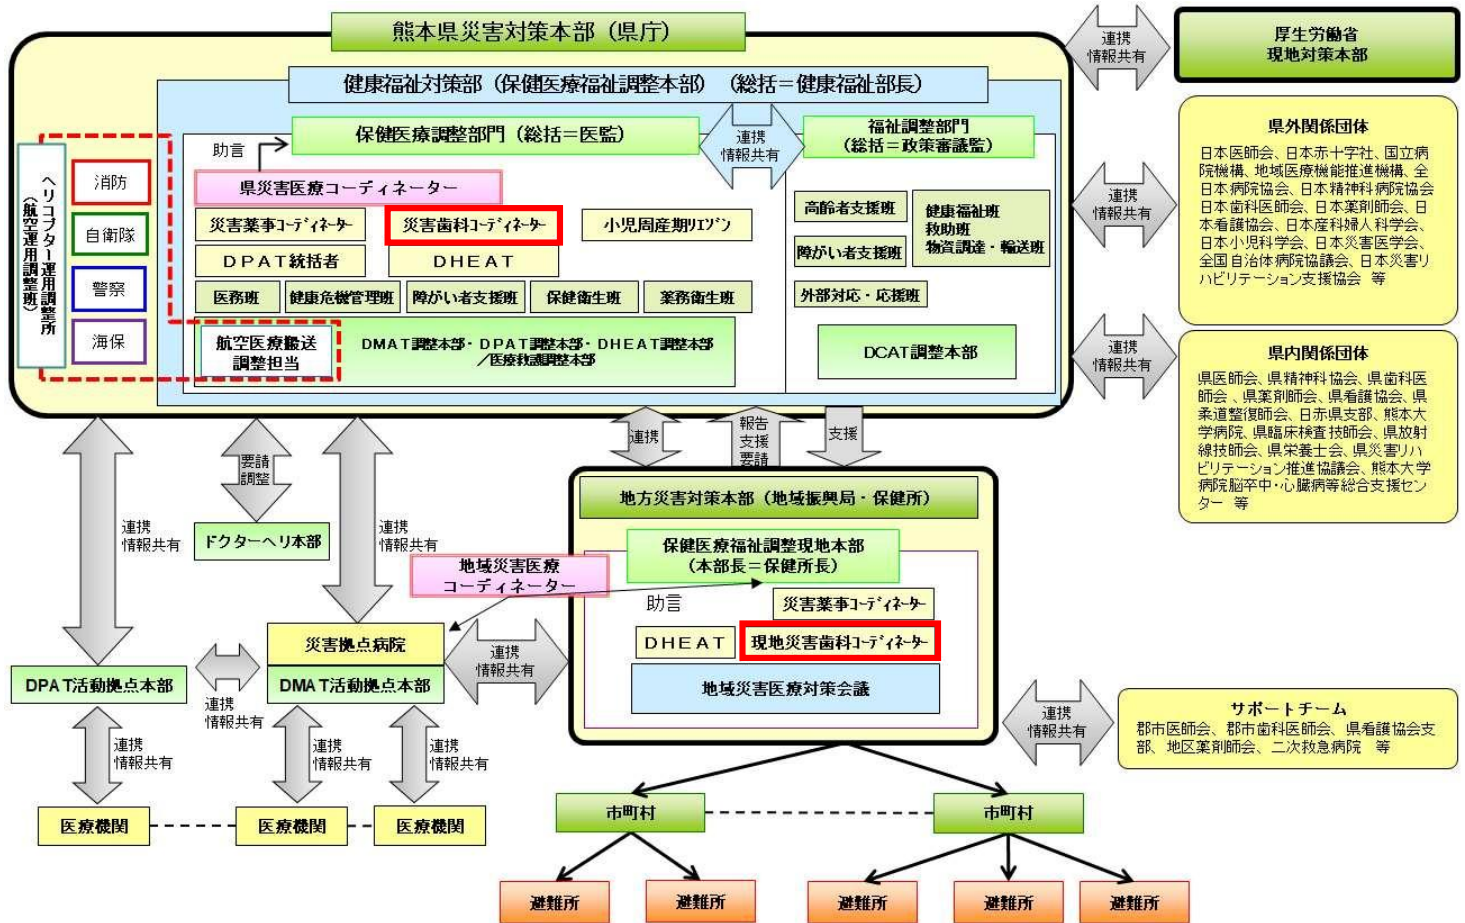 熊本県災害対策本部（県庁）
連携
情報共有
厚生労働省
現地対策本部
健康福祉対策部（保健医療福祉調整本部）（総括＝健康福祉部長）
保健医療調整部門（総括＝医監）
連携
情報共有
福祉調整部門
（総括＝政策審議監）
助言
県災害医療コーディネーター
災害薬事コーディネーター
災害歯科コーディネーター
小児周産期リエゾン
ＤＰＡＴ統括者
ＤＨＥＡＴ
医務班
健康危機管理班
障がい者支援班
保健衛生班
薬務衛生班
航空医療搬送
調整担当
DMAT調整本部・DPAT調整本部・DHEAT調整本部
／医療救護調整本部
高齢者支援班
障がい者支援班
外部対応・応援班
健康福祉班
救助班
物資調達・輸送班
DCAT調整本部
ヘリコプター運用調整所
（航空運用調整班）
消防
自衛隊
警察
海保
連携
情報共有
県外関係団体
日本医師会、日本赤十字社、国立病
院機構、地域医療機能推進機構、全
日本病院協会、日本精神科病院協会
日本歯科医師会、日本薬剤師会、日
本看護協会、日本産科婦人科学会、
日本小児科学会、日本災害医学会、
全国自治体病院協議会、日本災害リ
ハビリテーション支援協会　等
連携
情報共有
県内関係団体
県医師会、県精神科協会、県歯科医
師会、県薬剤師会、県看護協会、県
柔道整復師会、日赤県支部、熊本大
学病院、県臨床検査技師会、県放射
線技師会、県栄養士会、県災害リハ
ビリテーション推進協議会、熊本大学
病院脳卒中・心臓病等総合支援セン
ター　等
連携
情報共有
要請
調整
連携
情報共有
連携
報告
支援
要請
支援
ドクターヘリ本部
地域災害医療
コーディネーター
地方災害対策本部（地域振興局・保健所）
保健医療福祉調整現地本部
（本部長＝保健所長）
助言
災害薬事コーディネーター
ＤＨＥＡＴ
現地災害歯科コーディネーター
地域災害医療対策会議
災害拠点病院
DMAT活動拠点本部
DPAT活動拠点本部
連携
情報共有
連携
情報共有
連携
情報共有
連携
情報共有
連携
情報共有
連携
情報共有
サポートチーム
郡市医師会、郡市歯科医師会、県看護協会支
部、地区薬剤師会、二次救急病院　等
医療機関
医療機関
医療機関
市町村
市町村
避難所
避難所
避難所
避難所
避難所